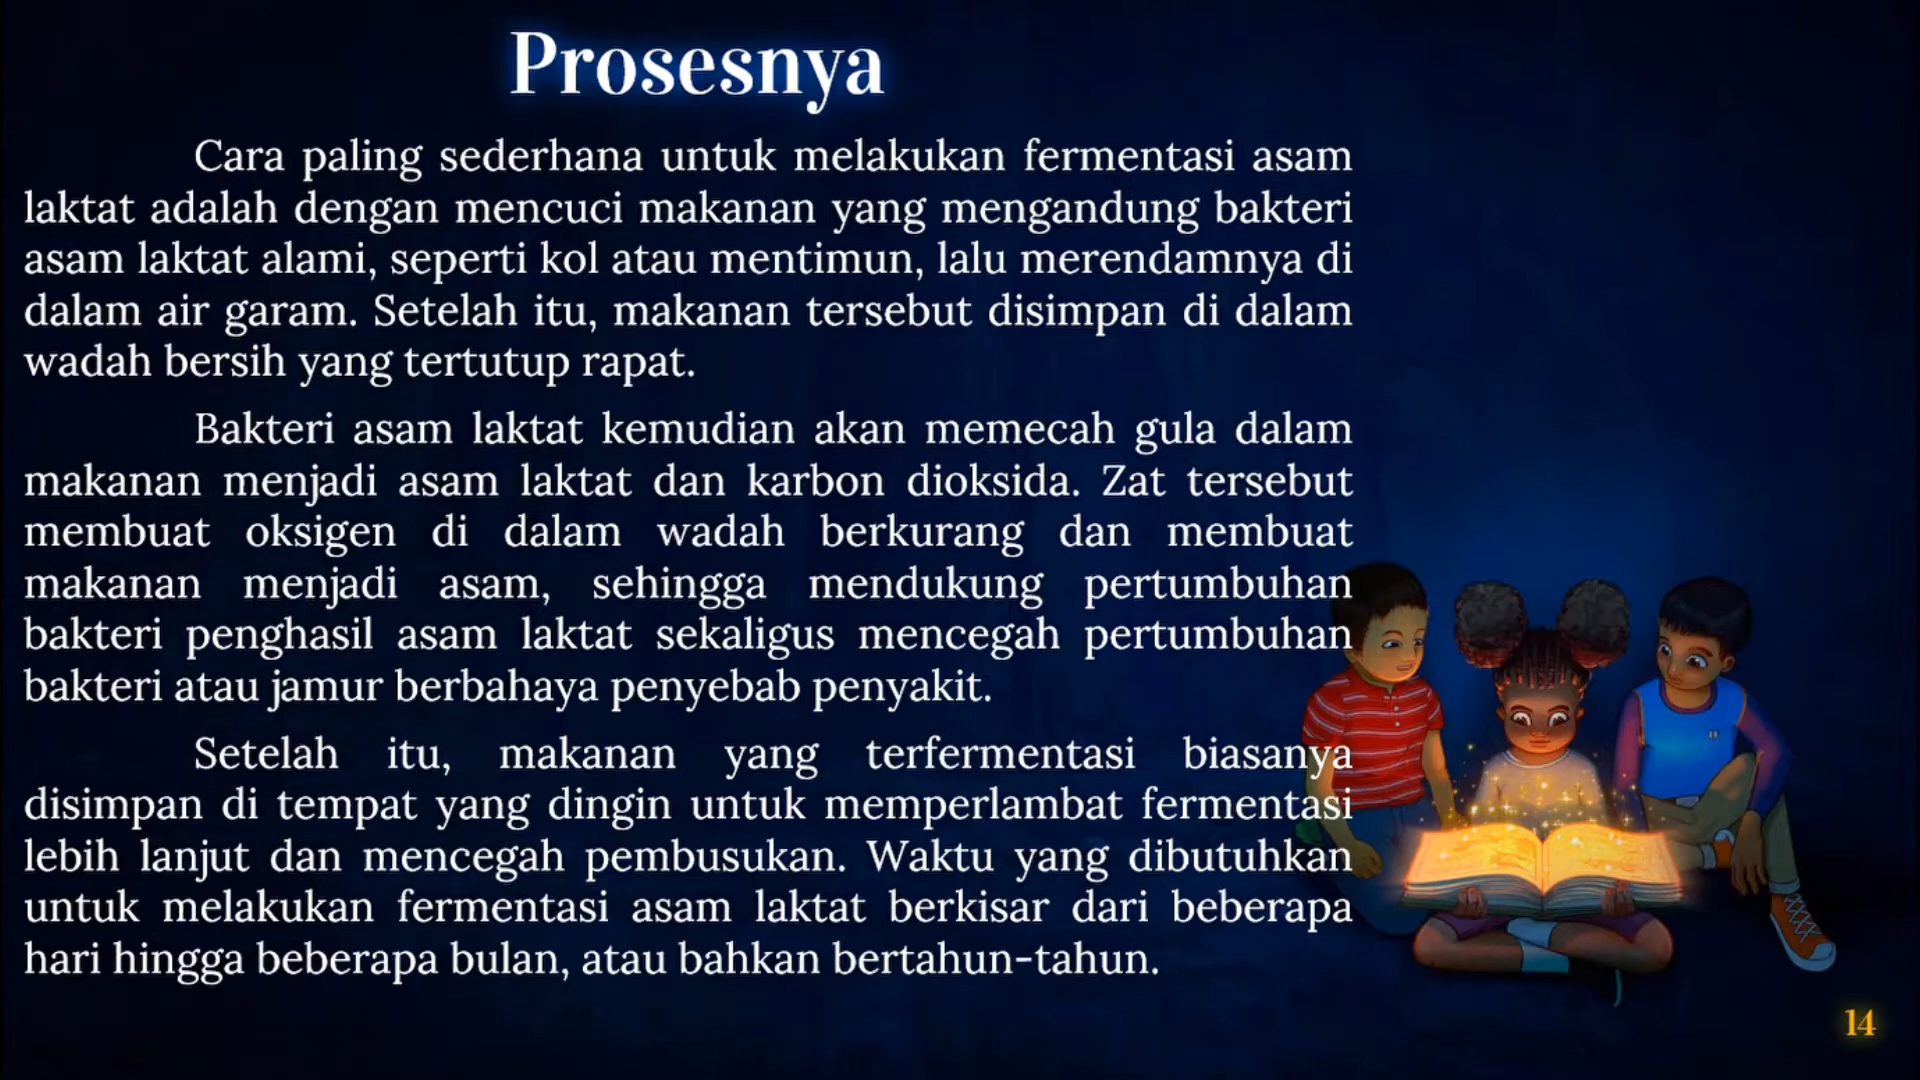 Prosesnya
Cara paling sederhana untuk melakukan fermentasi asam
laktat adalah dengan mencuci makanan yang mengandung bakteri
asam laktat alami, seperti kol atau mentimun, lalu merendamnya di
dalam air garam. Setelah itu, makanan tersebut disimpan di dalam
wadah bersih yang tertutup rapat.
Bakteri asam laktat kemudian akan memecah gula dalam
makanan menjadi asam laktat dan karbon dioksida. Zat tersebut
membuat oksigen di dalam wadah berkurang dan membuat
makanan menjadi asam, sehingga mendukung pertumbuhan
bakteri penghasil asam laktat sekaligus mencegah pertumbuhan
bakteri atau jamur berbahaya penyebab penyakit.
Setelah itu, makanan yang terfermentasi biasanya
disimpan di tempat yang dingin untuk memperlambat fermentasi
lebih lanjut dan mencegah pembusukan. Waktu yang dibutuhkan
untuk melakukan fermentasi asam laktat berkisar dari beberapa
hari hingga beberapa bulan, atau bahkan bertahun-tahun.
14